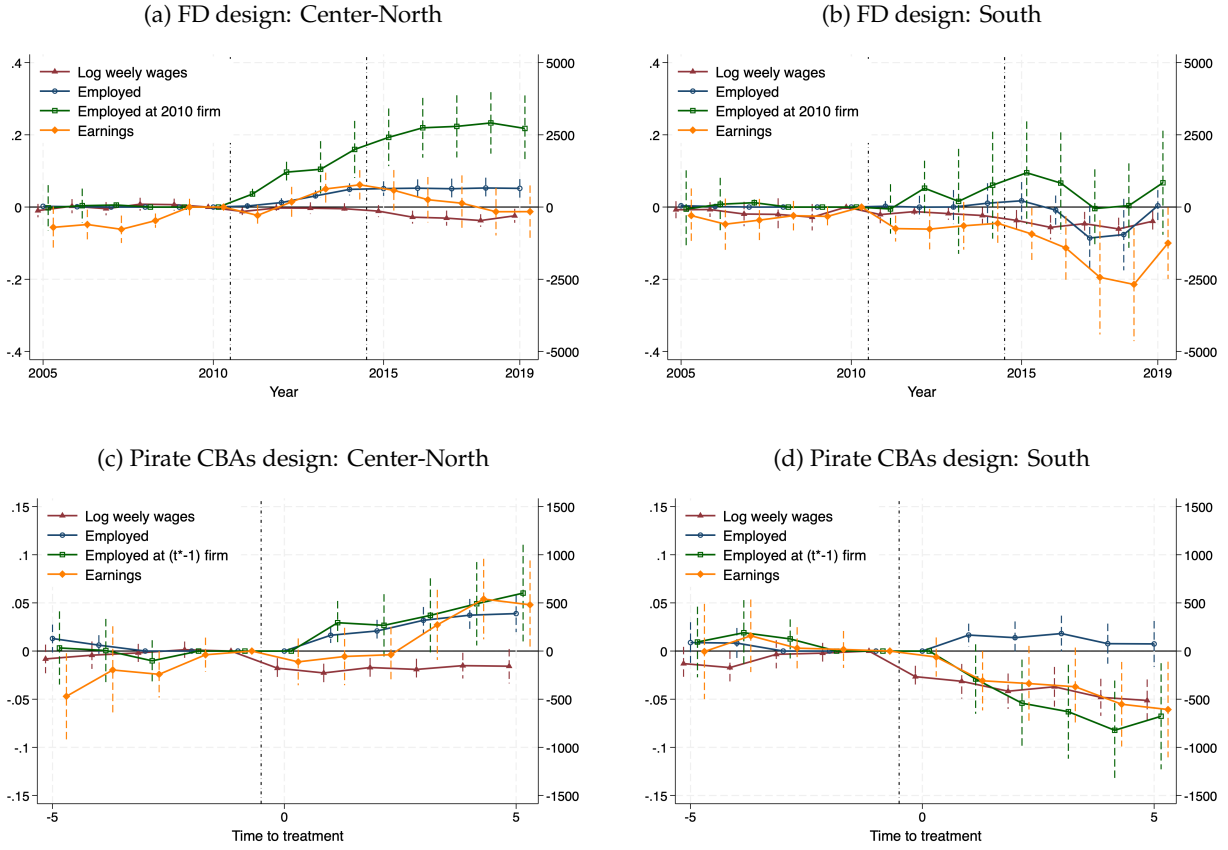 (a) FD design: Center-North
.4
.2
0
-.2
-.4
5000
2500
0
-2500
-5000
Log weely wages
Employed
Employed at 2010 firm
Earnings
2005
2010
2015
2019
Year
(b) FD design: South
.4
.2
0
-.2
-.4
5000
2500
0
-2500
-5000
Log weely wages
Employed
Employed at 2010 firm
Earnings
2005
2010
2015
2019
Year
(c) Pirate CBAs design: Center-North
.15
.1
.05
0
-.05
-.1
-.15
1500
1000
500
0
-500
-1000
-1500
Log weely wages
Employed
Employed at (t*-1) firm
Earnings
-5
0
5
Time to treatment
(d) Pirate CBAs design: South
.15
.1
.05
0
-.05
-.1
-.15
1500
1000
500
0
-500
-1000
-1500
Log weely wages
Employed
Employed at (t*-1) firm
Earnings
-5
0
5
Time to treatment